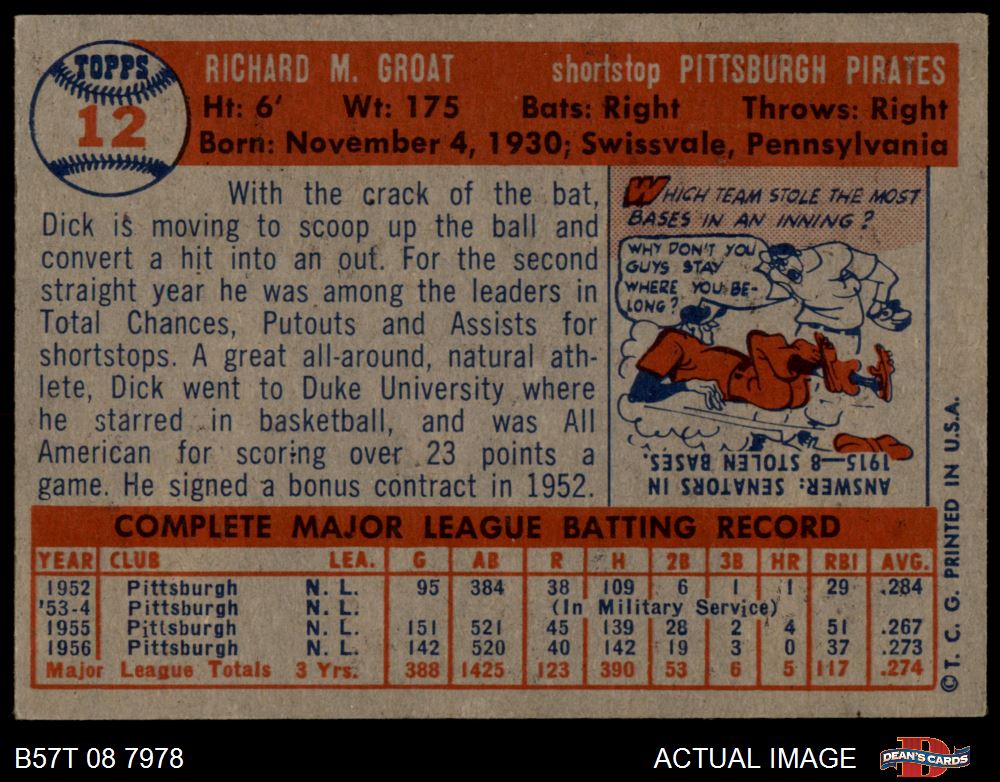 TOPPS
12
RICHARD M. GROAT shortstop PITTSBURGH PIRATES
Ht: 6' Wt: 175 Bats: Right Throws: Right
Born: November 4, 1930; Swissvale, Pennsylvania
With the crack of the bat,
Dick is moving to scoop up the ball and
convert a hit into an out. For the second
straight year he was among the leaders in
Total Chances, Putouts and Assists for
shortstops. A great all-around, natural ath-
lete, Dick went to Duke University where
he starred in basketball, and was All
American for scoring over 23 points a
game. He signed a bonus contract in 1952.
WHICH TEAM STOLE THE MOST
BASES IN AN INNING?
WHY DON'T YOU
GUYS STAY
WHERE YOU BE-
LONG?
ANSWER: SENATORS IN
1915—8 STOLEN BASES.
COMPLETE MAJOR LEAGUE BATTING RECORD
YEAR CLUB LEA. G AB R H 2B 3B HR RBI AVG.
1952 Pittsburgh N. L. 95 384 38 109 6 1 1 29 .284
'53-4 Pittsburgh N. L. (In Military Service)
1955 Pittsburgh N. L. 151 521 45 139 28 2 4 51 .267
1956 Pittsburgh N. L. 142 520 40 142 19 3 0 37 .273
Major League Totals 3 Yrs. 388 1425 123 390 53 6 5 117 .274
©T. C. G. PRINTED IN U.S.A.
B57T 08 7978 ACTUAL IMAGE DEAN'S CARDS